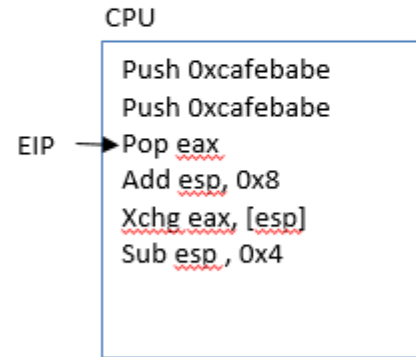 CPU
Push 0xcafebabe
Push 0xcafebabe
EIP Pop eax
Add esp, 0x8
Xchg eax, [esp]
Sub esp , 0x4